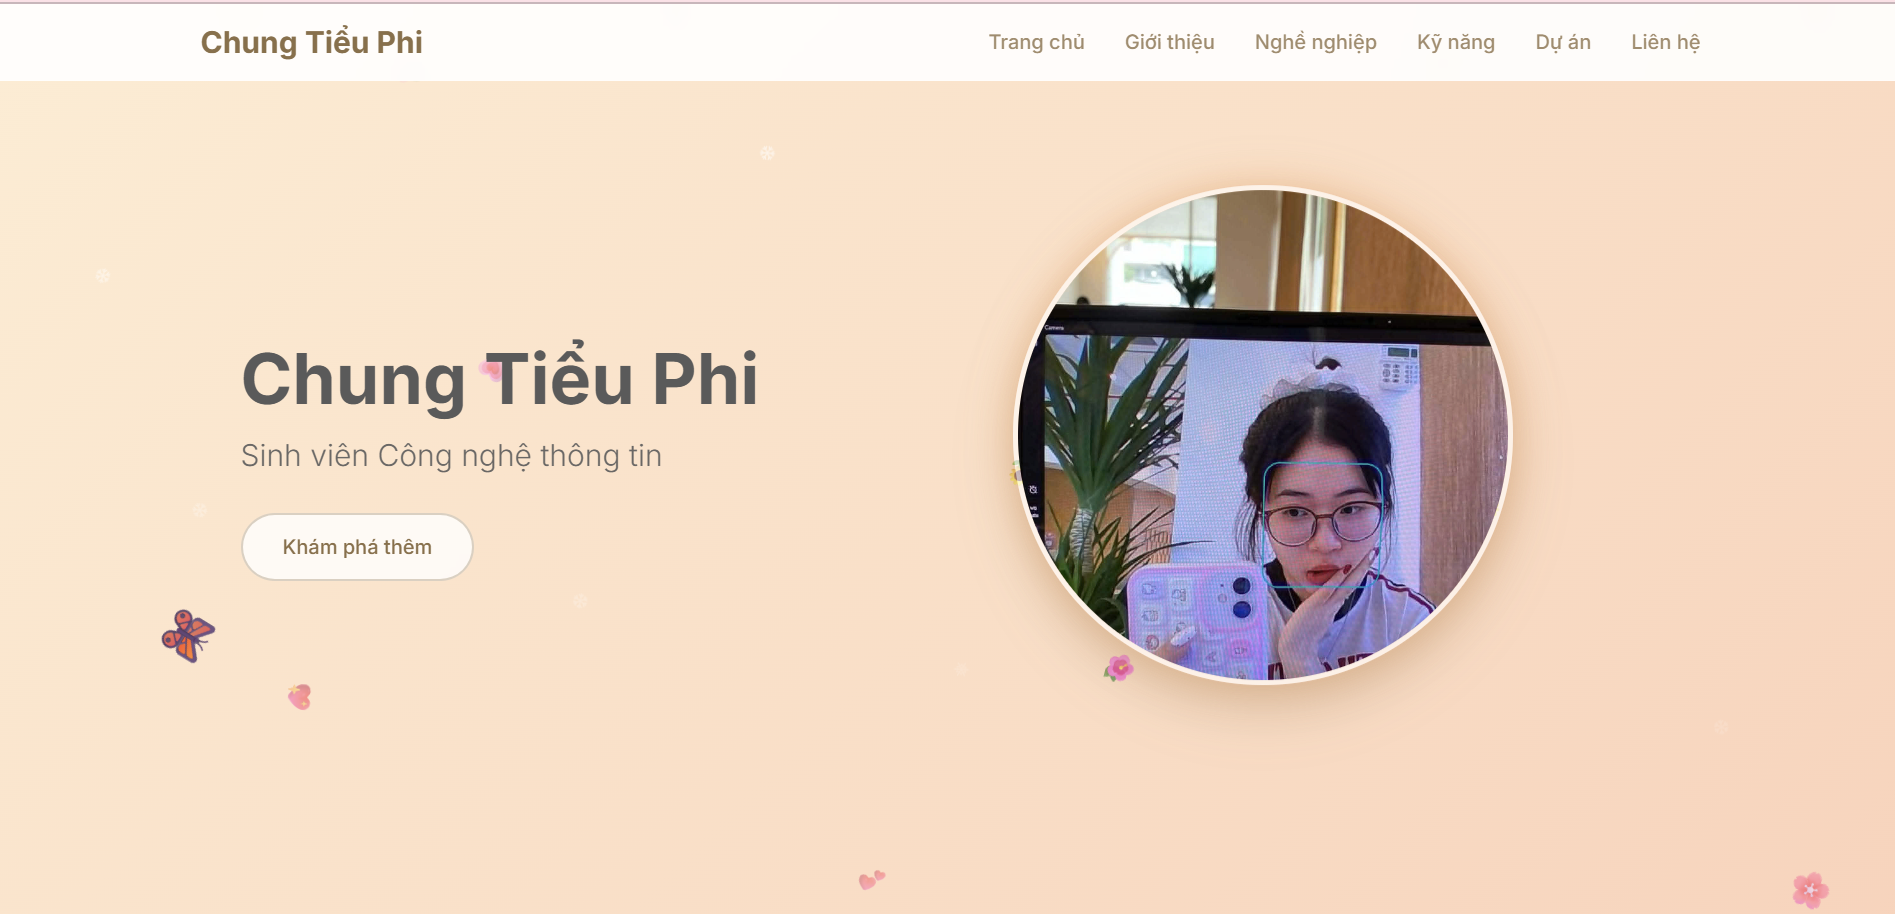 Chung Tiểu Phi
Trang chủ Giới thiệu Nghề nghiệp Kỹ năng Dự án Liên hệ
Camera
Chung Tiểu Phi
Sinh viên Công nghệ thông tin
Khám phá thêm